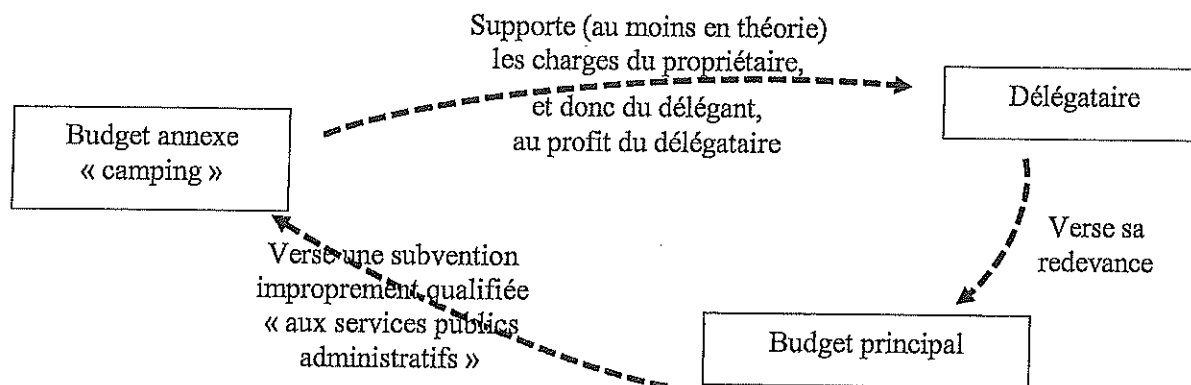 Supporte (au moins en théorie)
les charges du propriétaire,
et donc du délégant,
au profit du délégataire
Délégataire
Budget annexe
« camping »
Verse sa
redevance
Verse une subvention
improprement qualifiée
« aux services publics
administratifs »
Budget principal